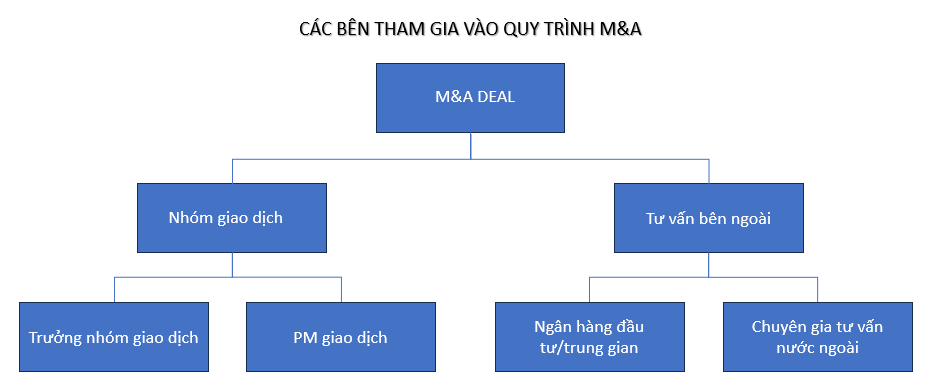 CÁC BÊN THAM GIA VÀO QUY TRÌNH M&A
M&A DEAL
Nhóm giao dịch
Tư vấn bên ngoài
Trưởng nhóm giao dịch
PM giao dịch
Ngân hàng đầu
tư/trung gian
Chuyên gia tư vấn
nước ngoài